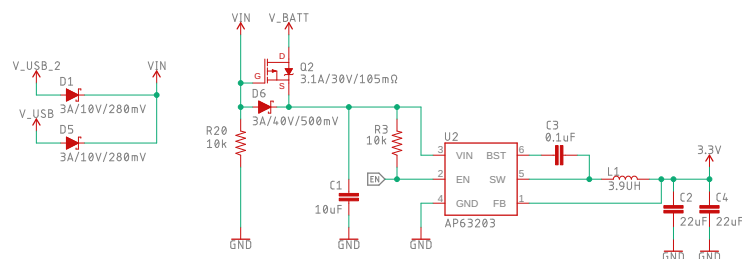 VIN
V_BATT
V_USB_2
D1
3A/10V/280mV
VIN
V_USB
D5
3A/10V/280mV
D
G
S
Q2
3.1A/30V/105mΩ
D6
3A/40V/500mV
R20
10k
R3
10k
EN
C1
10uF
U2
3
VIN
BST
6
2
EN
SW
5
4
GND
FB
1
AP63203
C3
0.1uF
L1
3.9UH
3.3V
C2
22uF
C4
22uF
GND
GND
GND
GND
GND